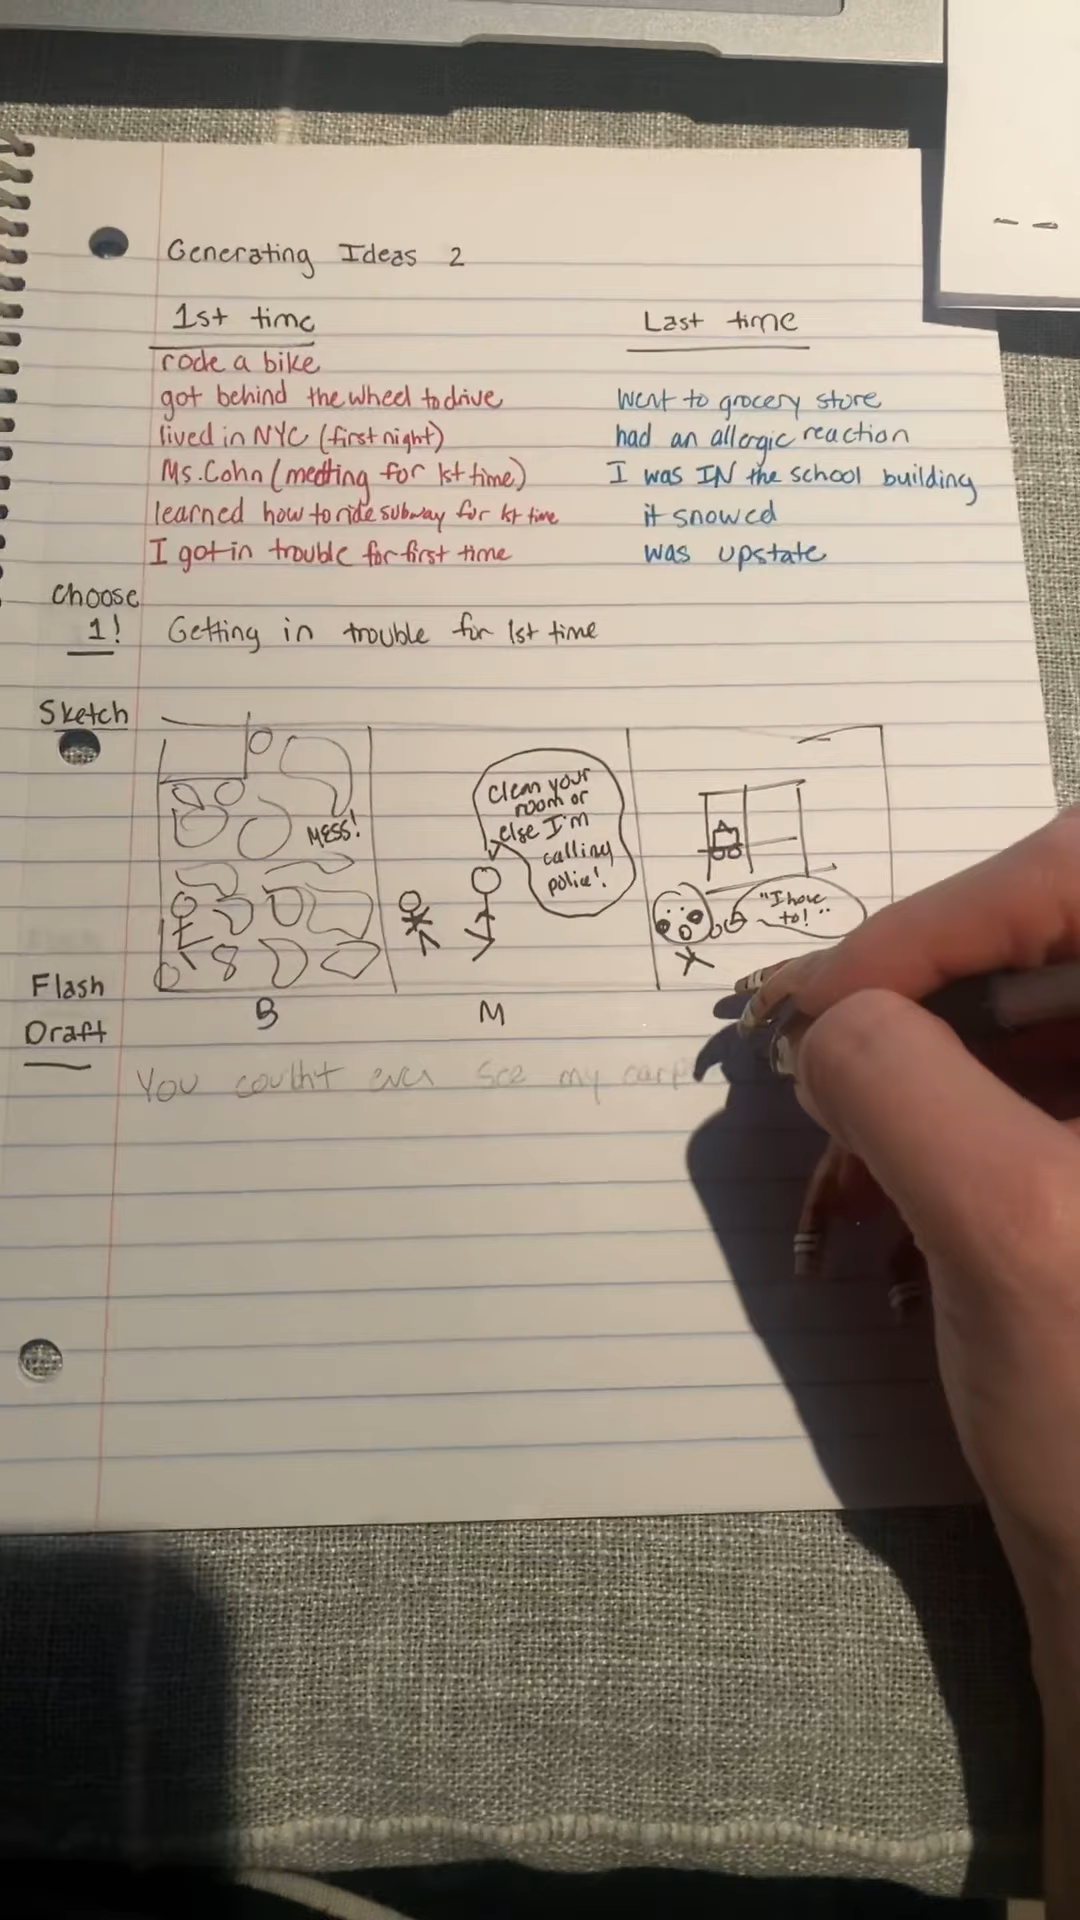 Generating Ideas 2
1st time
Last time
rode a bike
got behind the wheel to drive
went to grocery store
lived in NYC (first night)
had an allergic reaction
Ms. Cohn (meeting for 1st time)
I was IN the school building
learned how to ride subway for 1st time
it snowed
I got in trouble for first time
was upstate
Choose
1!
Getting in trouble for 1st time
Sketch
MESS!
Clean your
room or
else I'm
calling
police!
"I have
to!"
B
M
Flash
Draft
You couldn't even see my